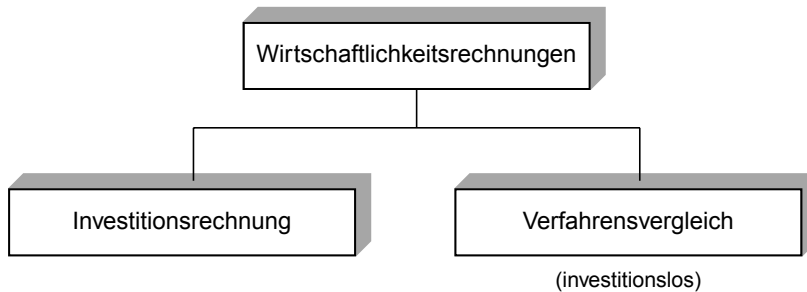 Wirtschaftlichkeitsrechnungen
Investitionsrechnung
Verfahrensvergleich
(investitionslos)